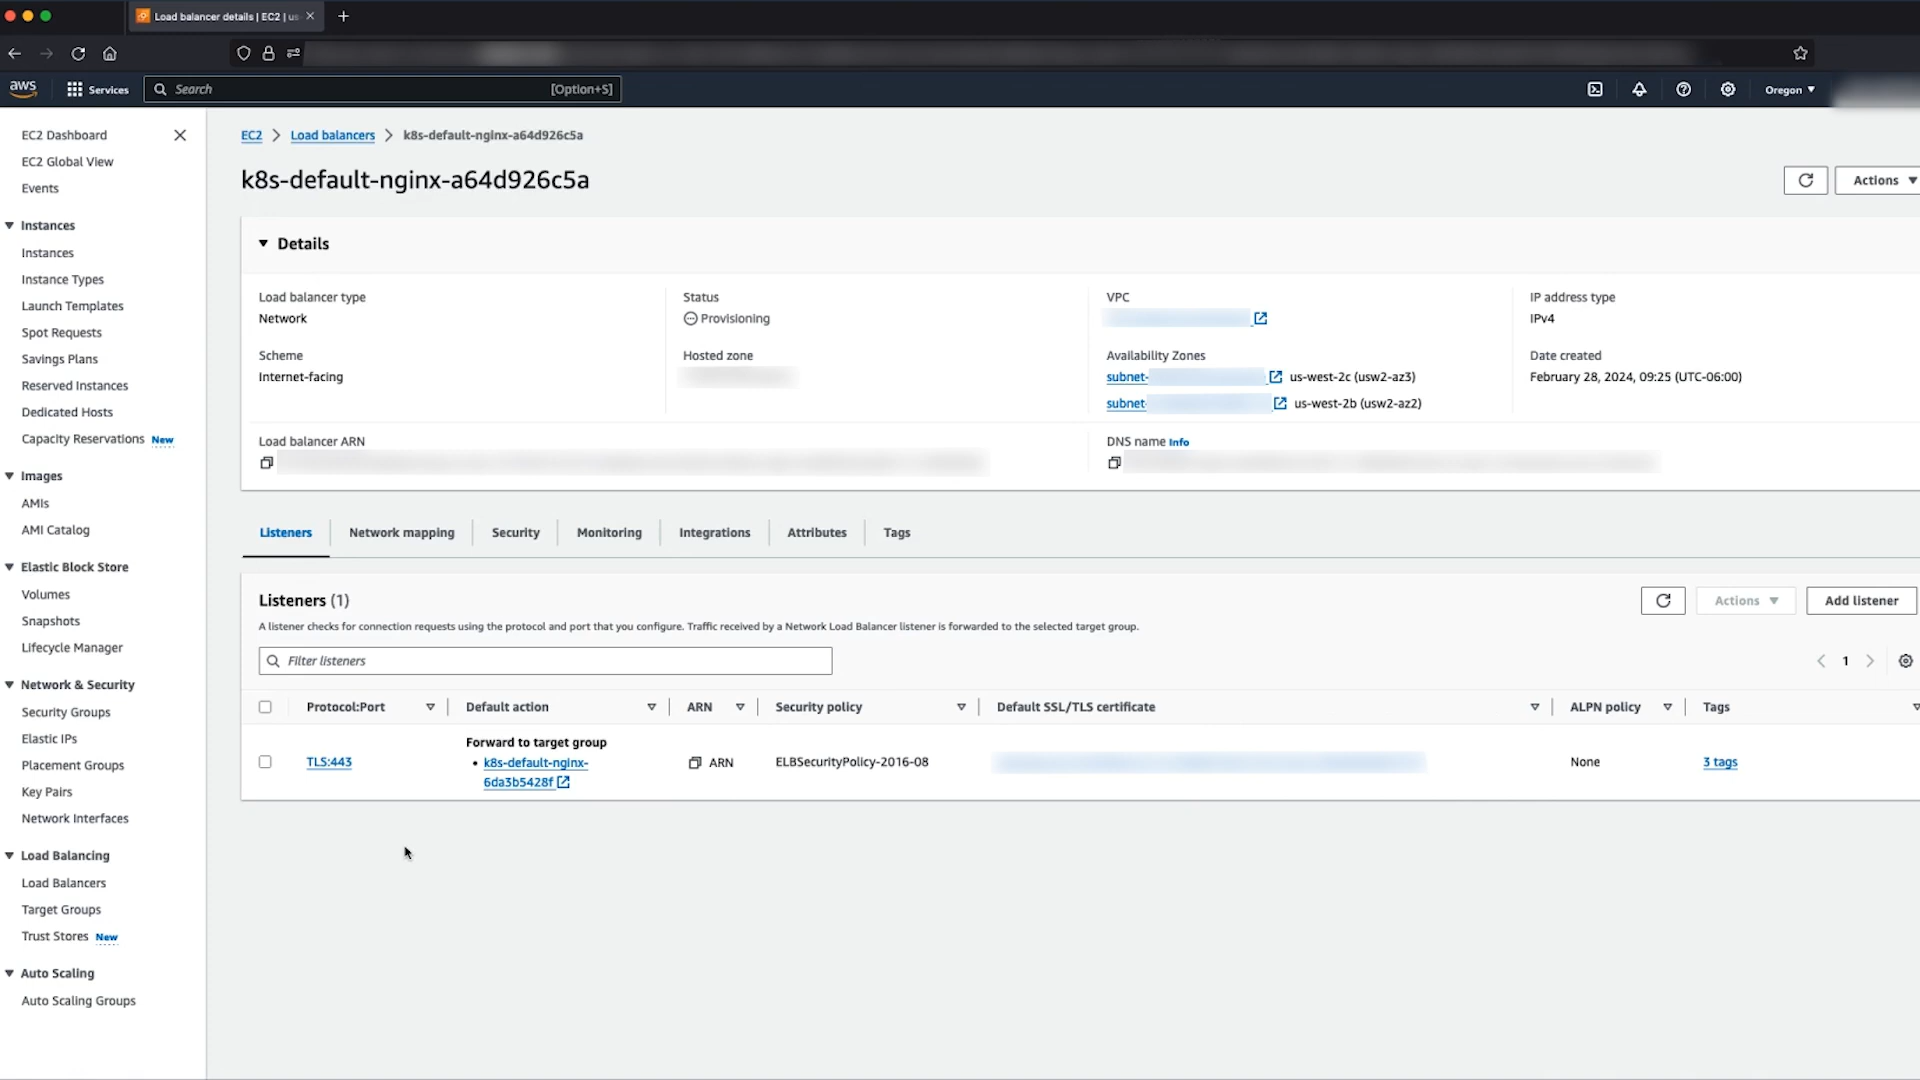 Load balancer details | EC2 | us-
aws
Services
Search
[Option+S]
Oregon
EC2 Dashboard
EC2 Global View
Events
Instances
Instances
Instance Types
Launch Templates
Spot Requests
Savings Plans
Reserved Instances
Dedicated Hosts
Capacity Reservations New
Images
AMIs
AMI Catalog
Elastic Block Store
Volumes
Snapshots
Lifecycle Manager
Network & Security
Security Groups
Elastic IPs
Placement Groups
Key Pairs
Network Interfaces
Load Balancing
Load Balancers
Target Groups
Trust Stores New
Auto Scaling
Auto Scaling Groups
EC2 > Load balancers > k8s-default-nginx-a64d926c5a
k8s-default-nginx-a64d926c5a
Actions
Details
Load balancer type
Network
Status
Provisioning
VPC
IP address type
IPv4
Scheme
Internet-facing
Hosted zone
Availability Zones
subnet- us-west-2c (usw2-az3)
subnet- us-west-2b (usw2-az2)
Date created
February 28, 2024, 09:25 (UTC-06:00)
Load balancer ARN
DNS name Info
Listeners
Network mapping
Security
Monitoring
Integrations
Attributes
Tags
Listeners (1)
Actions
Add listener
A listener checks for connection requests using the protocol and port that you configure. Traffic received by a Network Load Balancer listener is forwarded to the selected target group.
Filter listeners
1
Protocol:Port
Default action
ARN
Security policy
Default SSL/TLS certificate
ALPN policy
Tags
TLS:443
Forward to target group
• k8s-default-nginx-
6da3b5428f
ARN
ELBSecurityPolicy-2016-08
None
3 tags